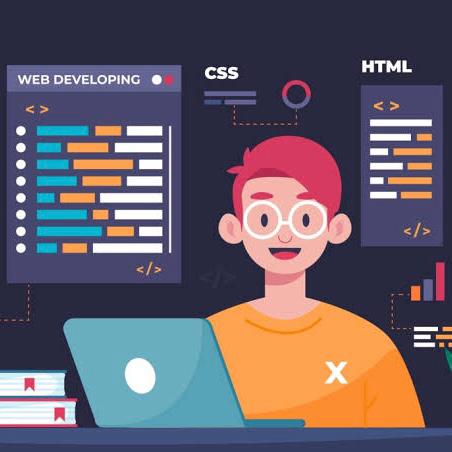 WEB DEVELOPING
CSS
HTML
< >
< >
</>
</>
</>
X